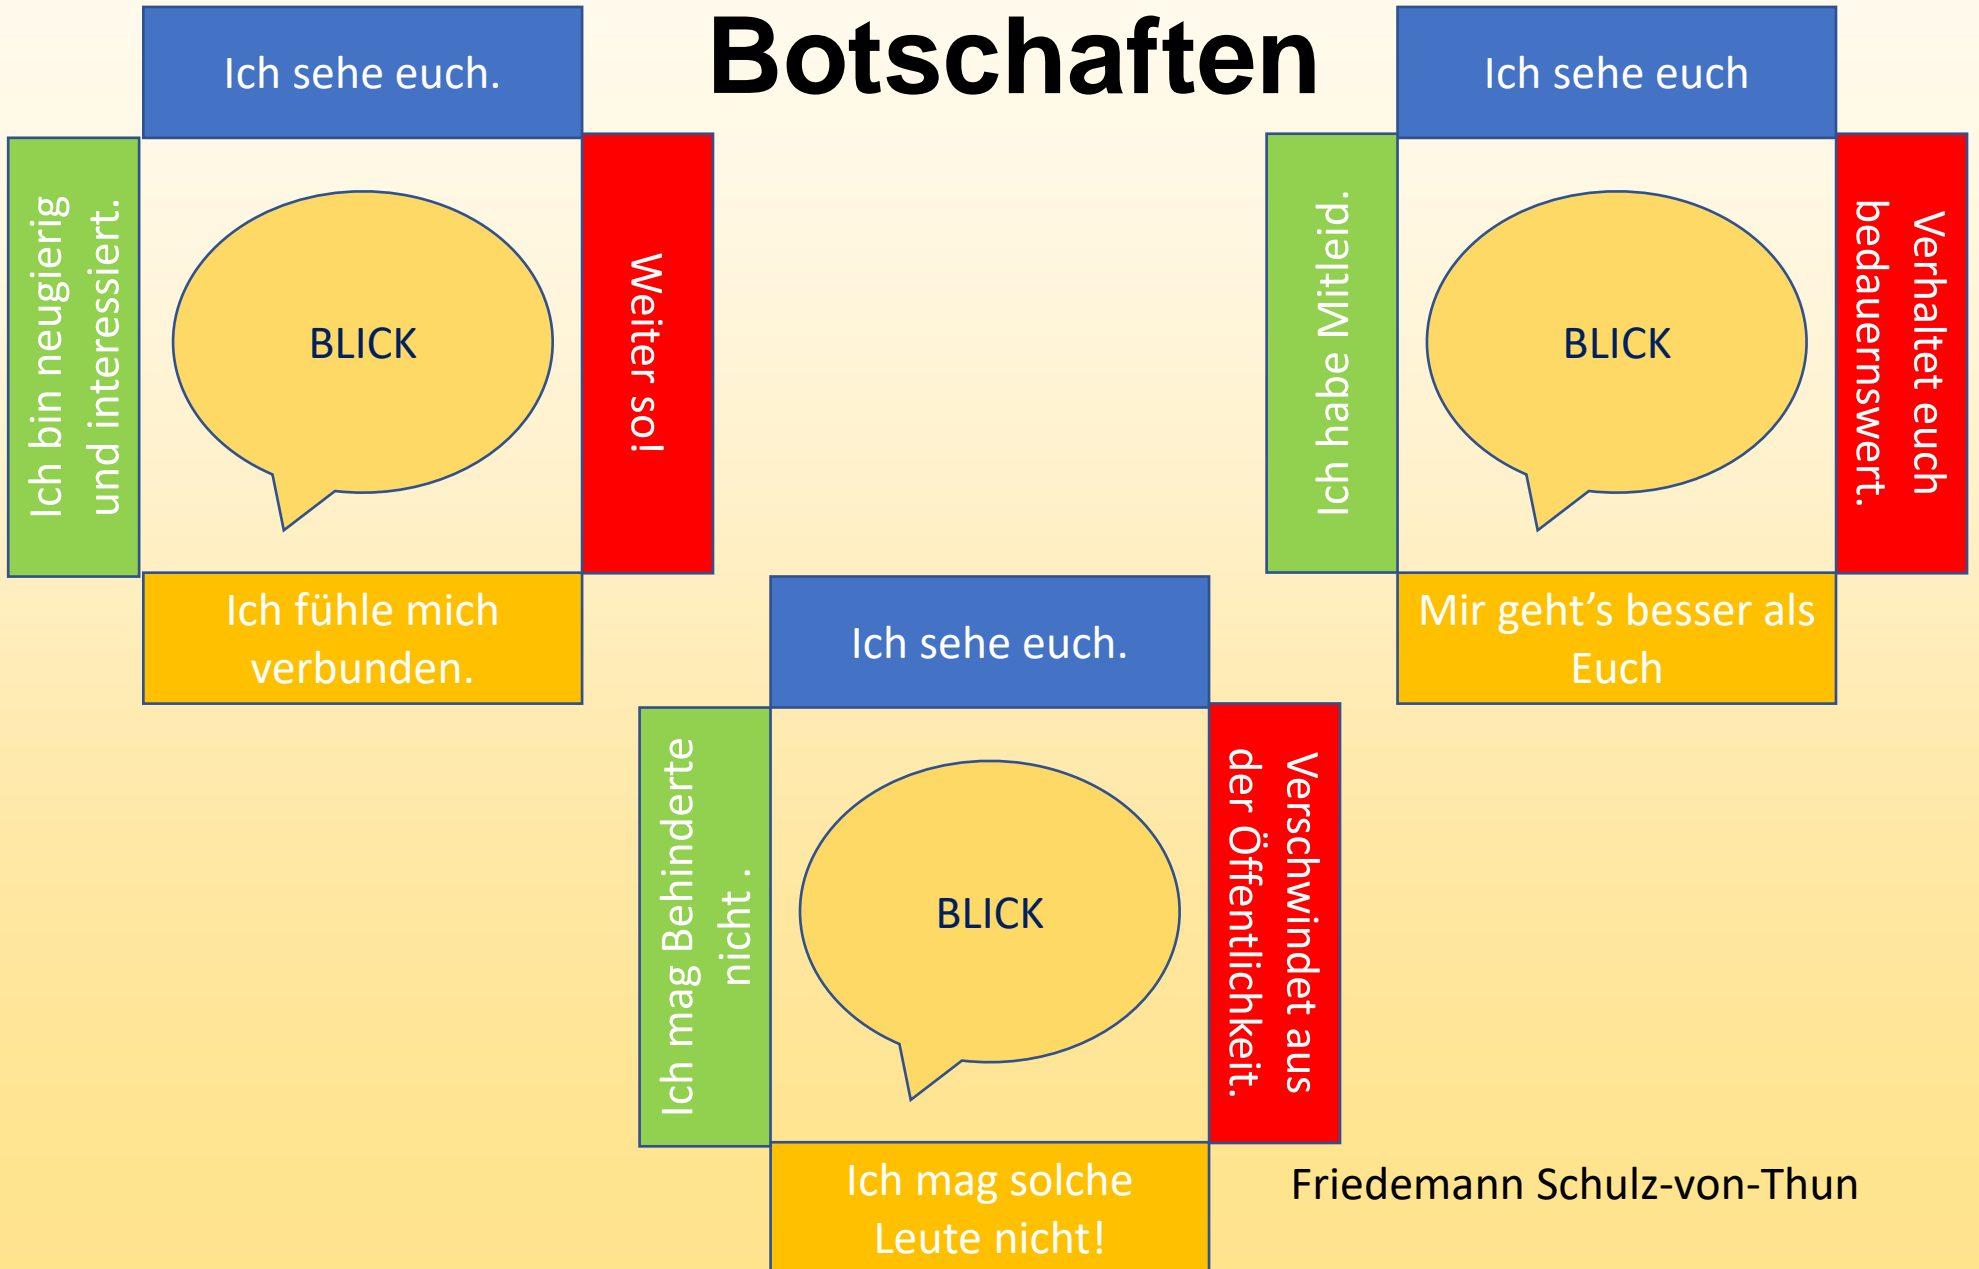 Botschaften
Ich sehe euch.
Ich bin neugierig
und interessiert.
BLICK
Weiter so!
Ich fühle mich
verbunden.
Ich sehe euch
Ich habe Mitleid.
BLICK
Verhaltet euch
bedauernswert.
Mir geht’s besser als
Euch
Ich sehe euch.
Ich mag Behinderte
nicht .
BLICK
Verschwindet aus
der Öffentlichkeit.
Ich mag solche
Leute nicht!
Friedemann Schulz-von-Thun